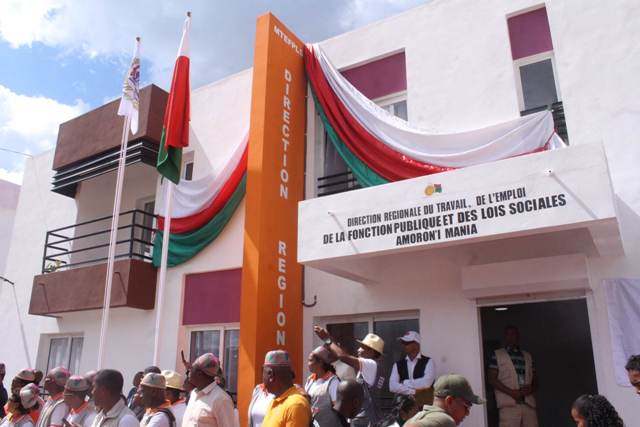 MTEFPLS
DIRECTION REGION
DIRECTION REGIONALE DU TRAVAIL, DE L'EMPLOI
DE LA FONCTION PUBLIQUE ET DES LOIS SOCIALES
AMORON'I MANIA